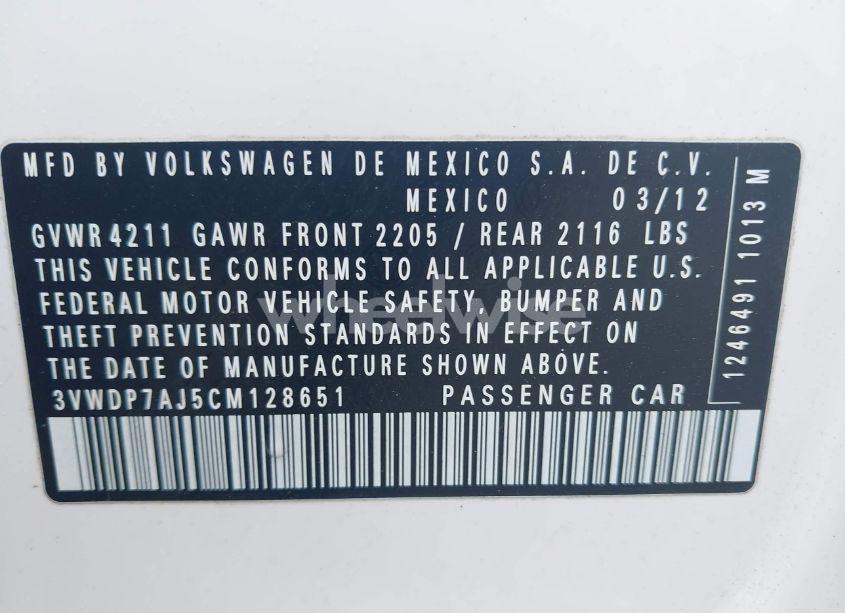 MFD BY VOLKSWAGEN DE MEXICO S.A. DE C.V.
MEXICO 03/12
GVWR 4211 GAWR FRONT 2205 / REAR 2116 LBS
THIS VEHICLE CONFORMS TO ALL APPLICABLE U.S.
FEDERAL MOTOR VEHICLE SAFETY, BUMPER AND
THEFT PREVENTION STANDARDS IN EFFECT ON
THE DATE OF MANUFACTURE SHOWN ABOVE.
3VWDP7AJ5CM128651 PASSENGER CAR
1246491 1013 M
wheelwise